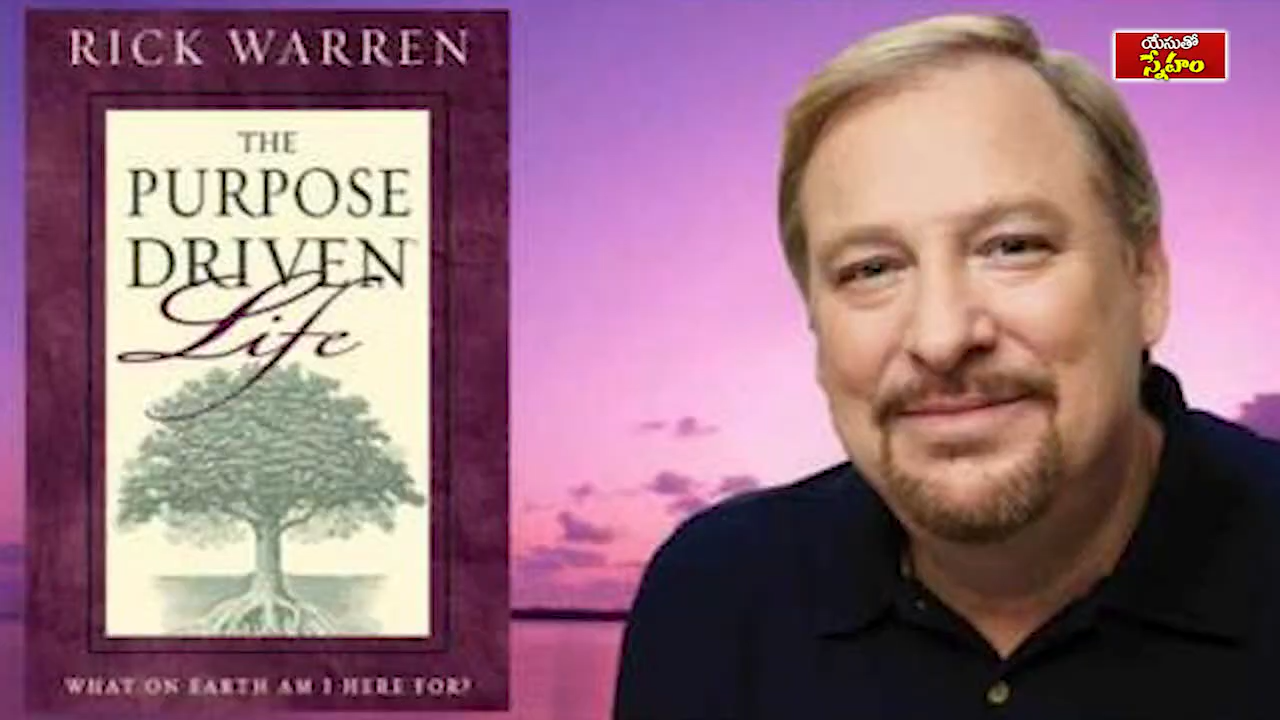 RICK WARREN
THE
PURPOSE
DRIVEN
Life
WHAT ON EARTH AM I HERE FOR?
యేసుతో
స్నేహం